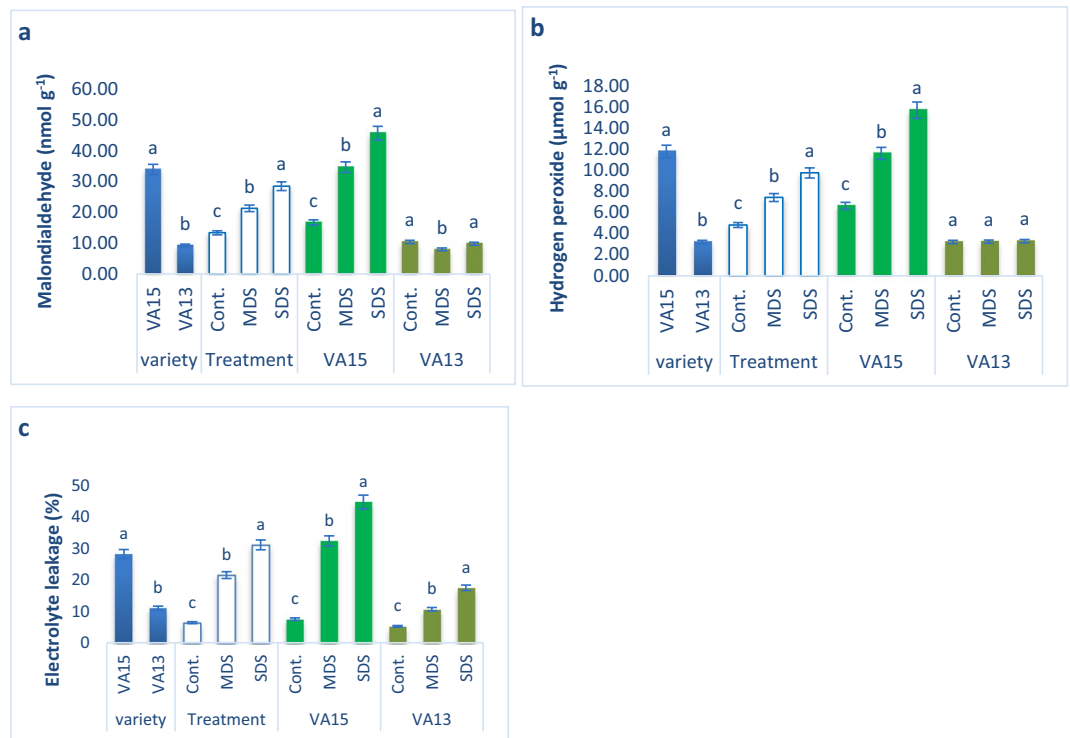 a
Malondialdehyde (nmol g⁻¹)
60.00
50.00
40.00
30.00
20.00
10.00
0.00
a
b
c
b
a
c
b
a
a
b
a
VA15
VA13
Cont.
MDS
SDS
Cont.
MDS
SDS
Cont.
MDS
SDS
variety Treatment VA15 VA13
b
Hydrogen peroxide (µmol g⁻¹)
18.00
16.00
14.00
12.00
10.00
8.00
6.00
4.00
2.00
0.00
a
b
c
b
a
c
b
a
a
a
a
VA15
VA13
Cont.
MDS
SDS
Cont.
MDS
SDS
Cont.
MDS
SDS
variety Treatment VA15 VA13
c
Electrolyte leakage (%)
50
40
30
20
10
0
a
b
c
b
a
c
b
a
c
b
a
VA15
VA13
Cont.
MDS
SDS
Cont.
MDS
SDS
Cont.
MDS
SDS
variety Treatment VA15 VA13